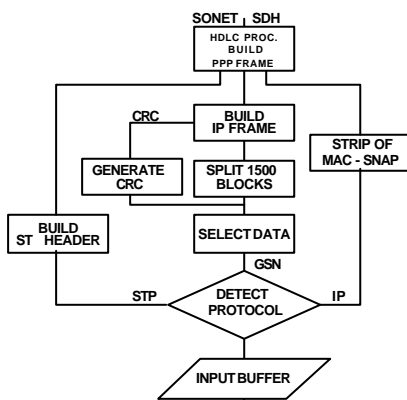 SONET SDH
HDLC PROC.
BUILD
PPP FRAME
CRC
BUILD
IP FRAME
STRIP OF
MAC - SNAP
GENERATE
CRC
SPLIT 1500
BLOCKS
BUILD
ST HEADER
SELECT DATA
GSN
STP
DETECT
PROTOCOL
IP
INPUT BUFFER